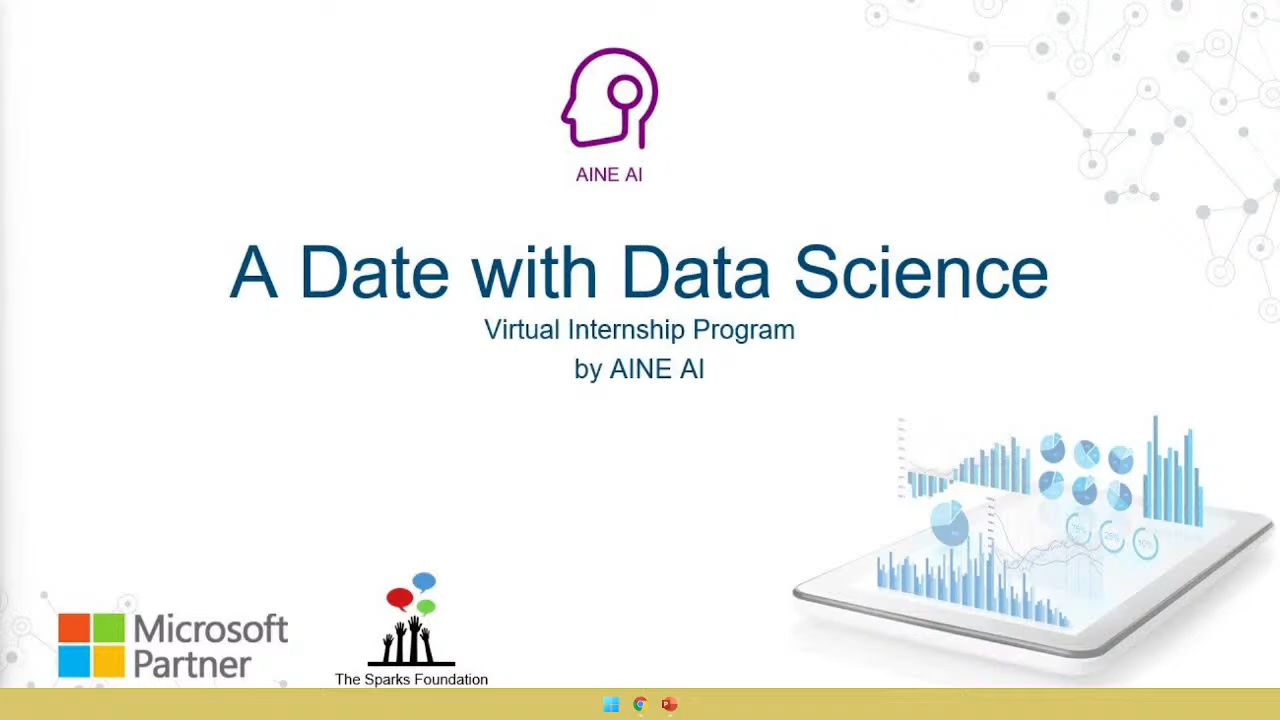 AINE AI
A Date with Data Science
Virtual Internship Program
by AINE AI
Microsoft
Partner
The Sparks Foundation